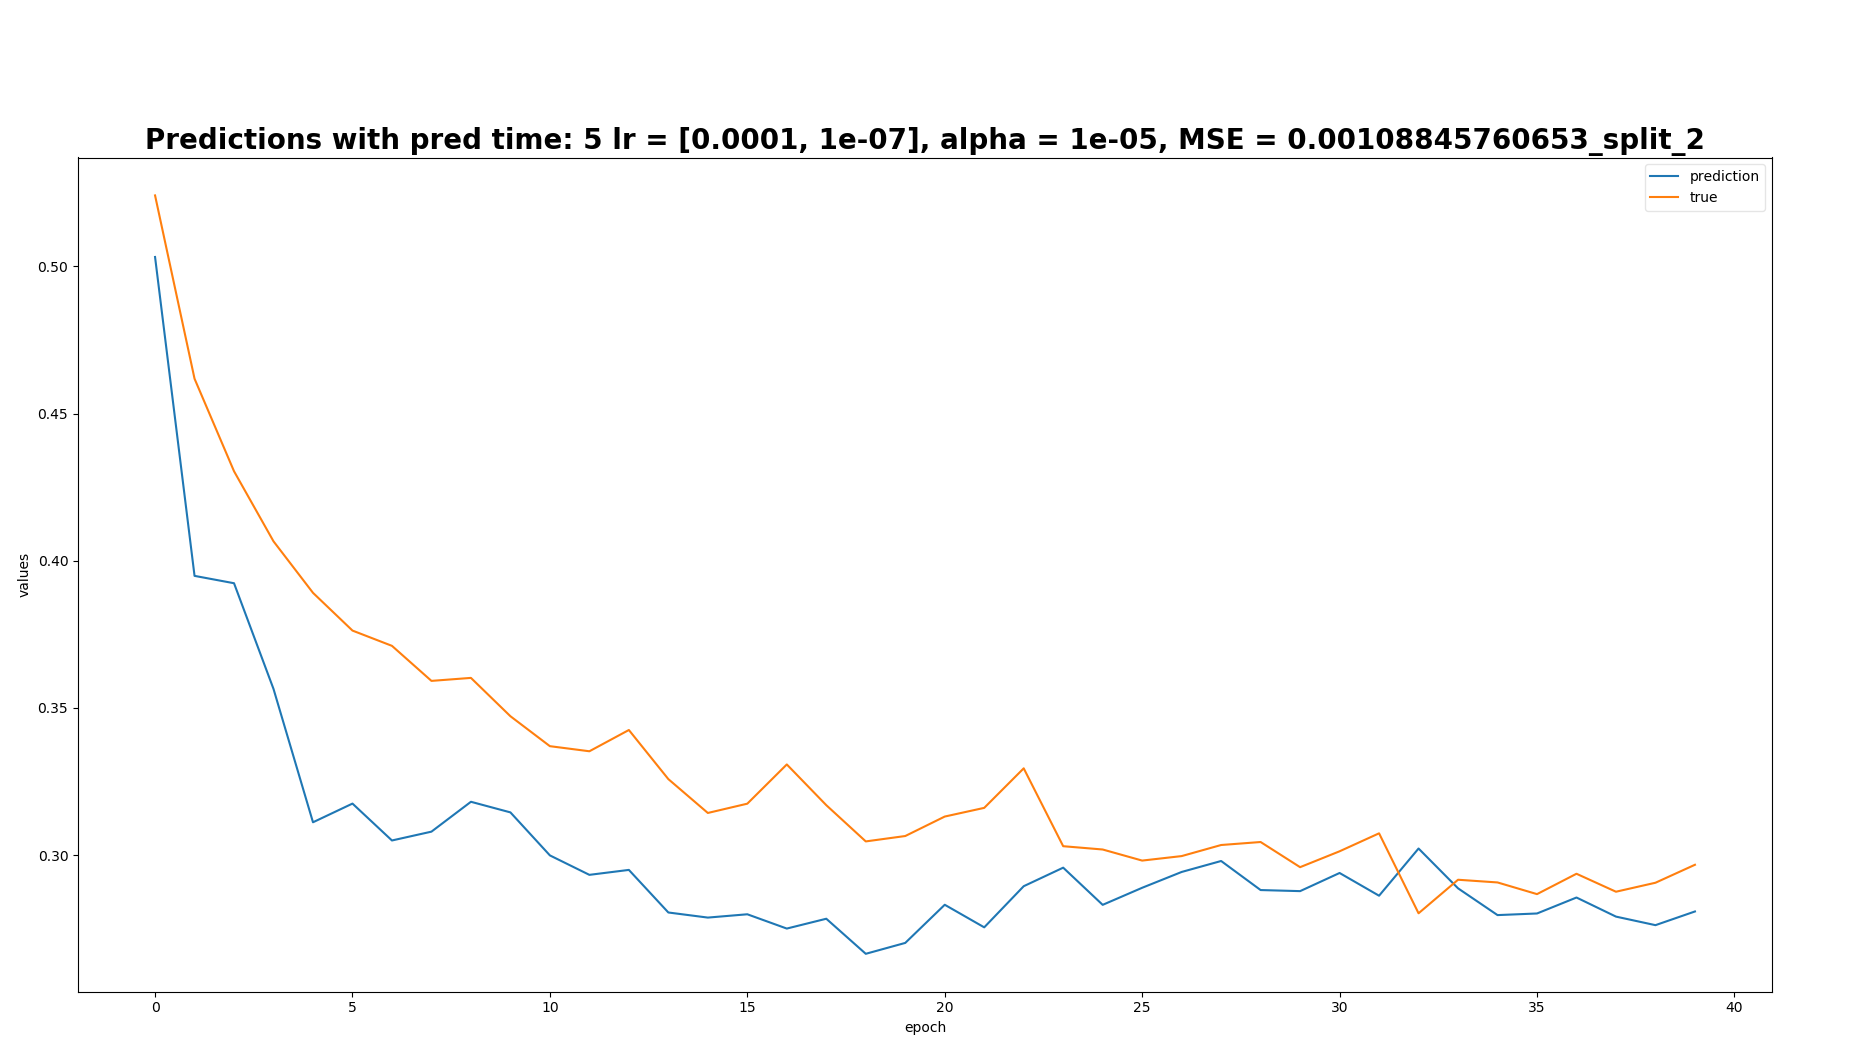 Predictions with pred time: 5 lr = [0.0001, 1e-07], alpha = 1e-05, MSE = 0.00108845760653_split_2
prediction
true
values
0.50
0.45
0.40
0.35
0.30
0 5 10 15 20 25 30 35 40
epoch